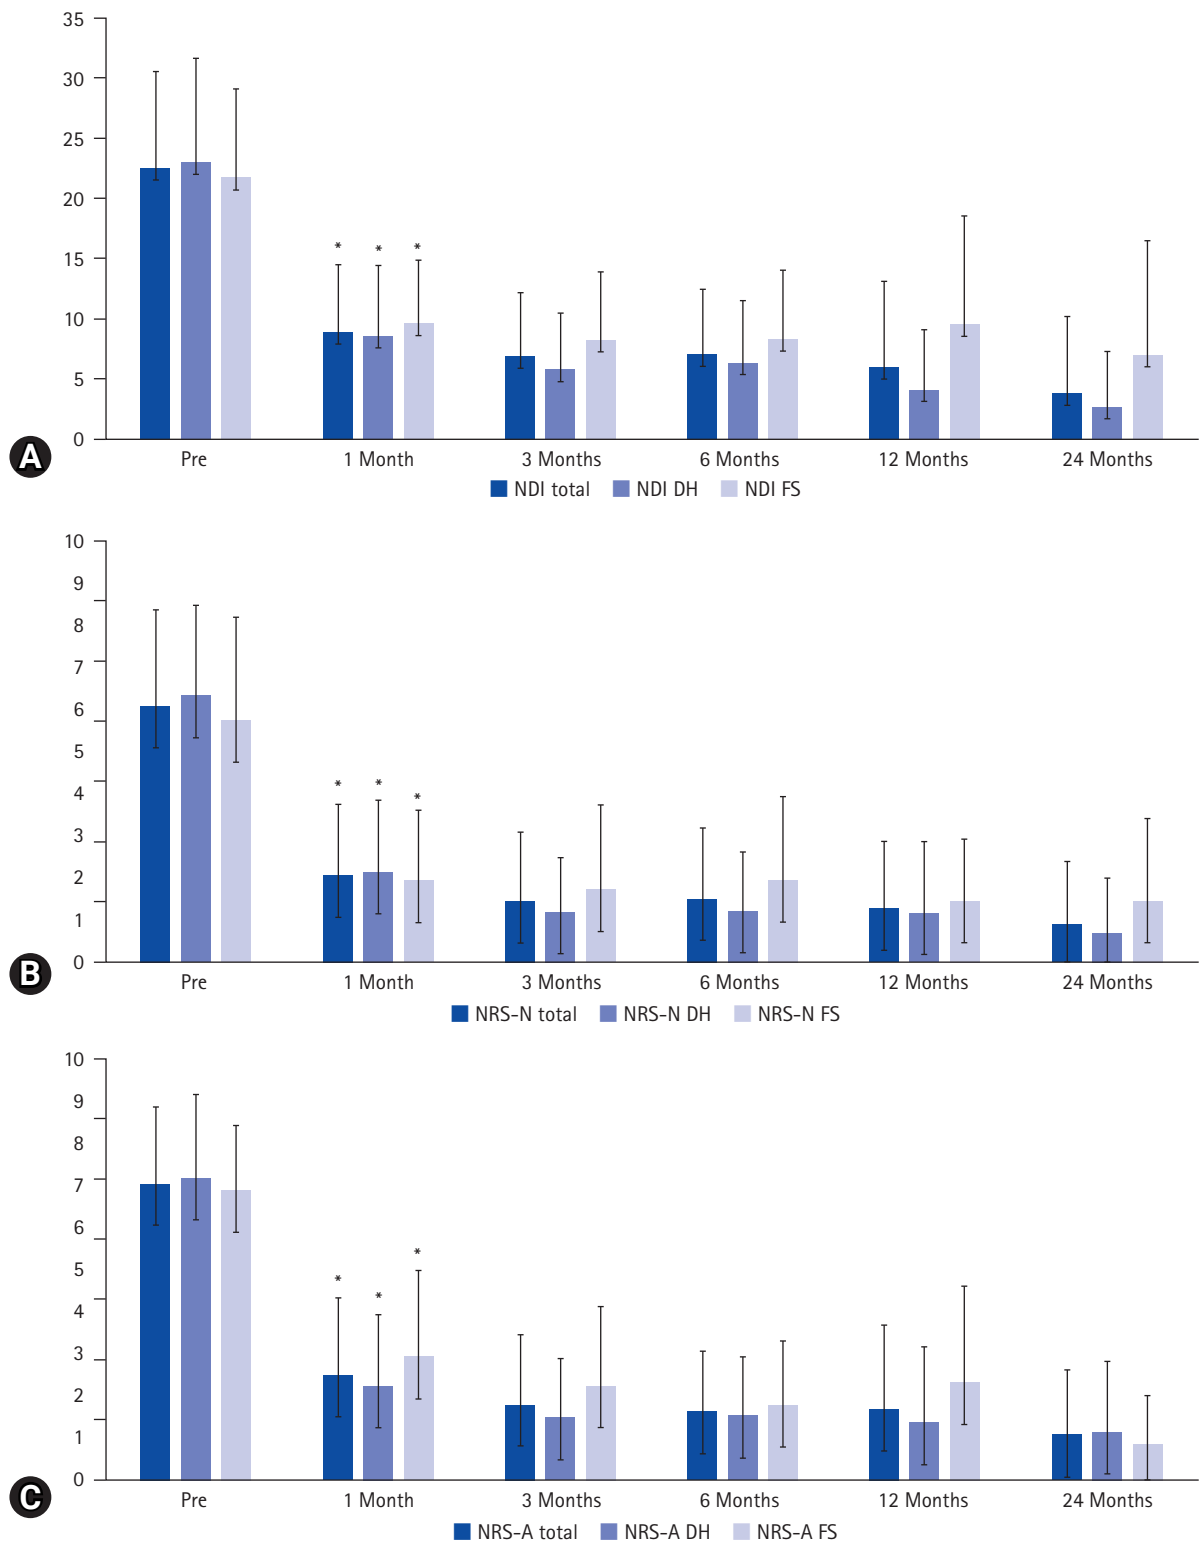 35
30
25
20
15
10
5
0
* * *
A
Pre 1 Month 3 Months 6 Months 12 Months 24 Months
NDI total NDI DH NDI FS
10
9
8
7
6
5
4
3
2
1
0
* * *
B
Pre 1 Month 3 Months 6 Months 12 Months 24 Months
NRS-N total NRS-N DH NRS-N FS
10
9
8
7
6
5
4
3
2
1
0
* * *
C
Pre 1 Month 3 Months 6 Months 12 Months 24 Months
NRS-A total NRS-A DH NRS-A FS